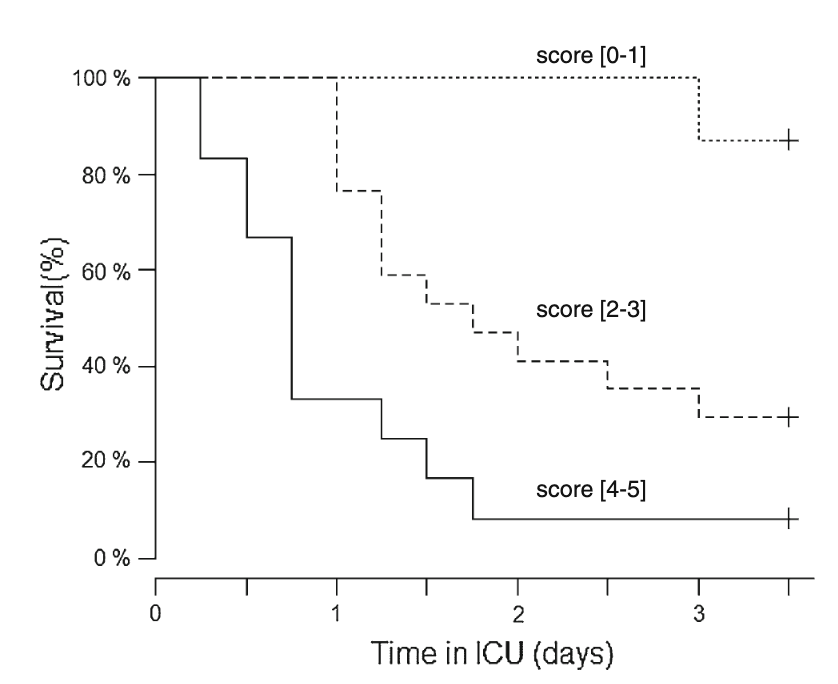 score [0-1]
100 %
80 %
60 %
score [2-3]
40 %
20 %
score [4-5]
0 %
Survival(%)
0 1 2 3
Time in ICU (days)